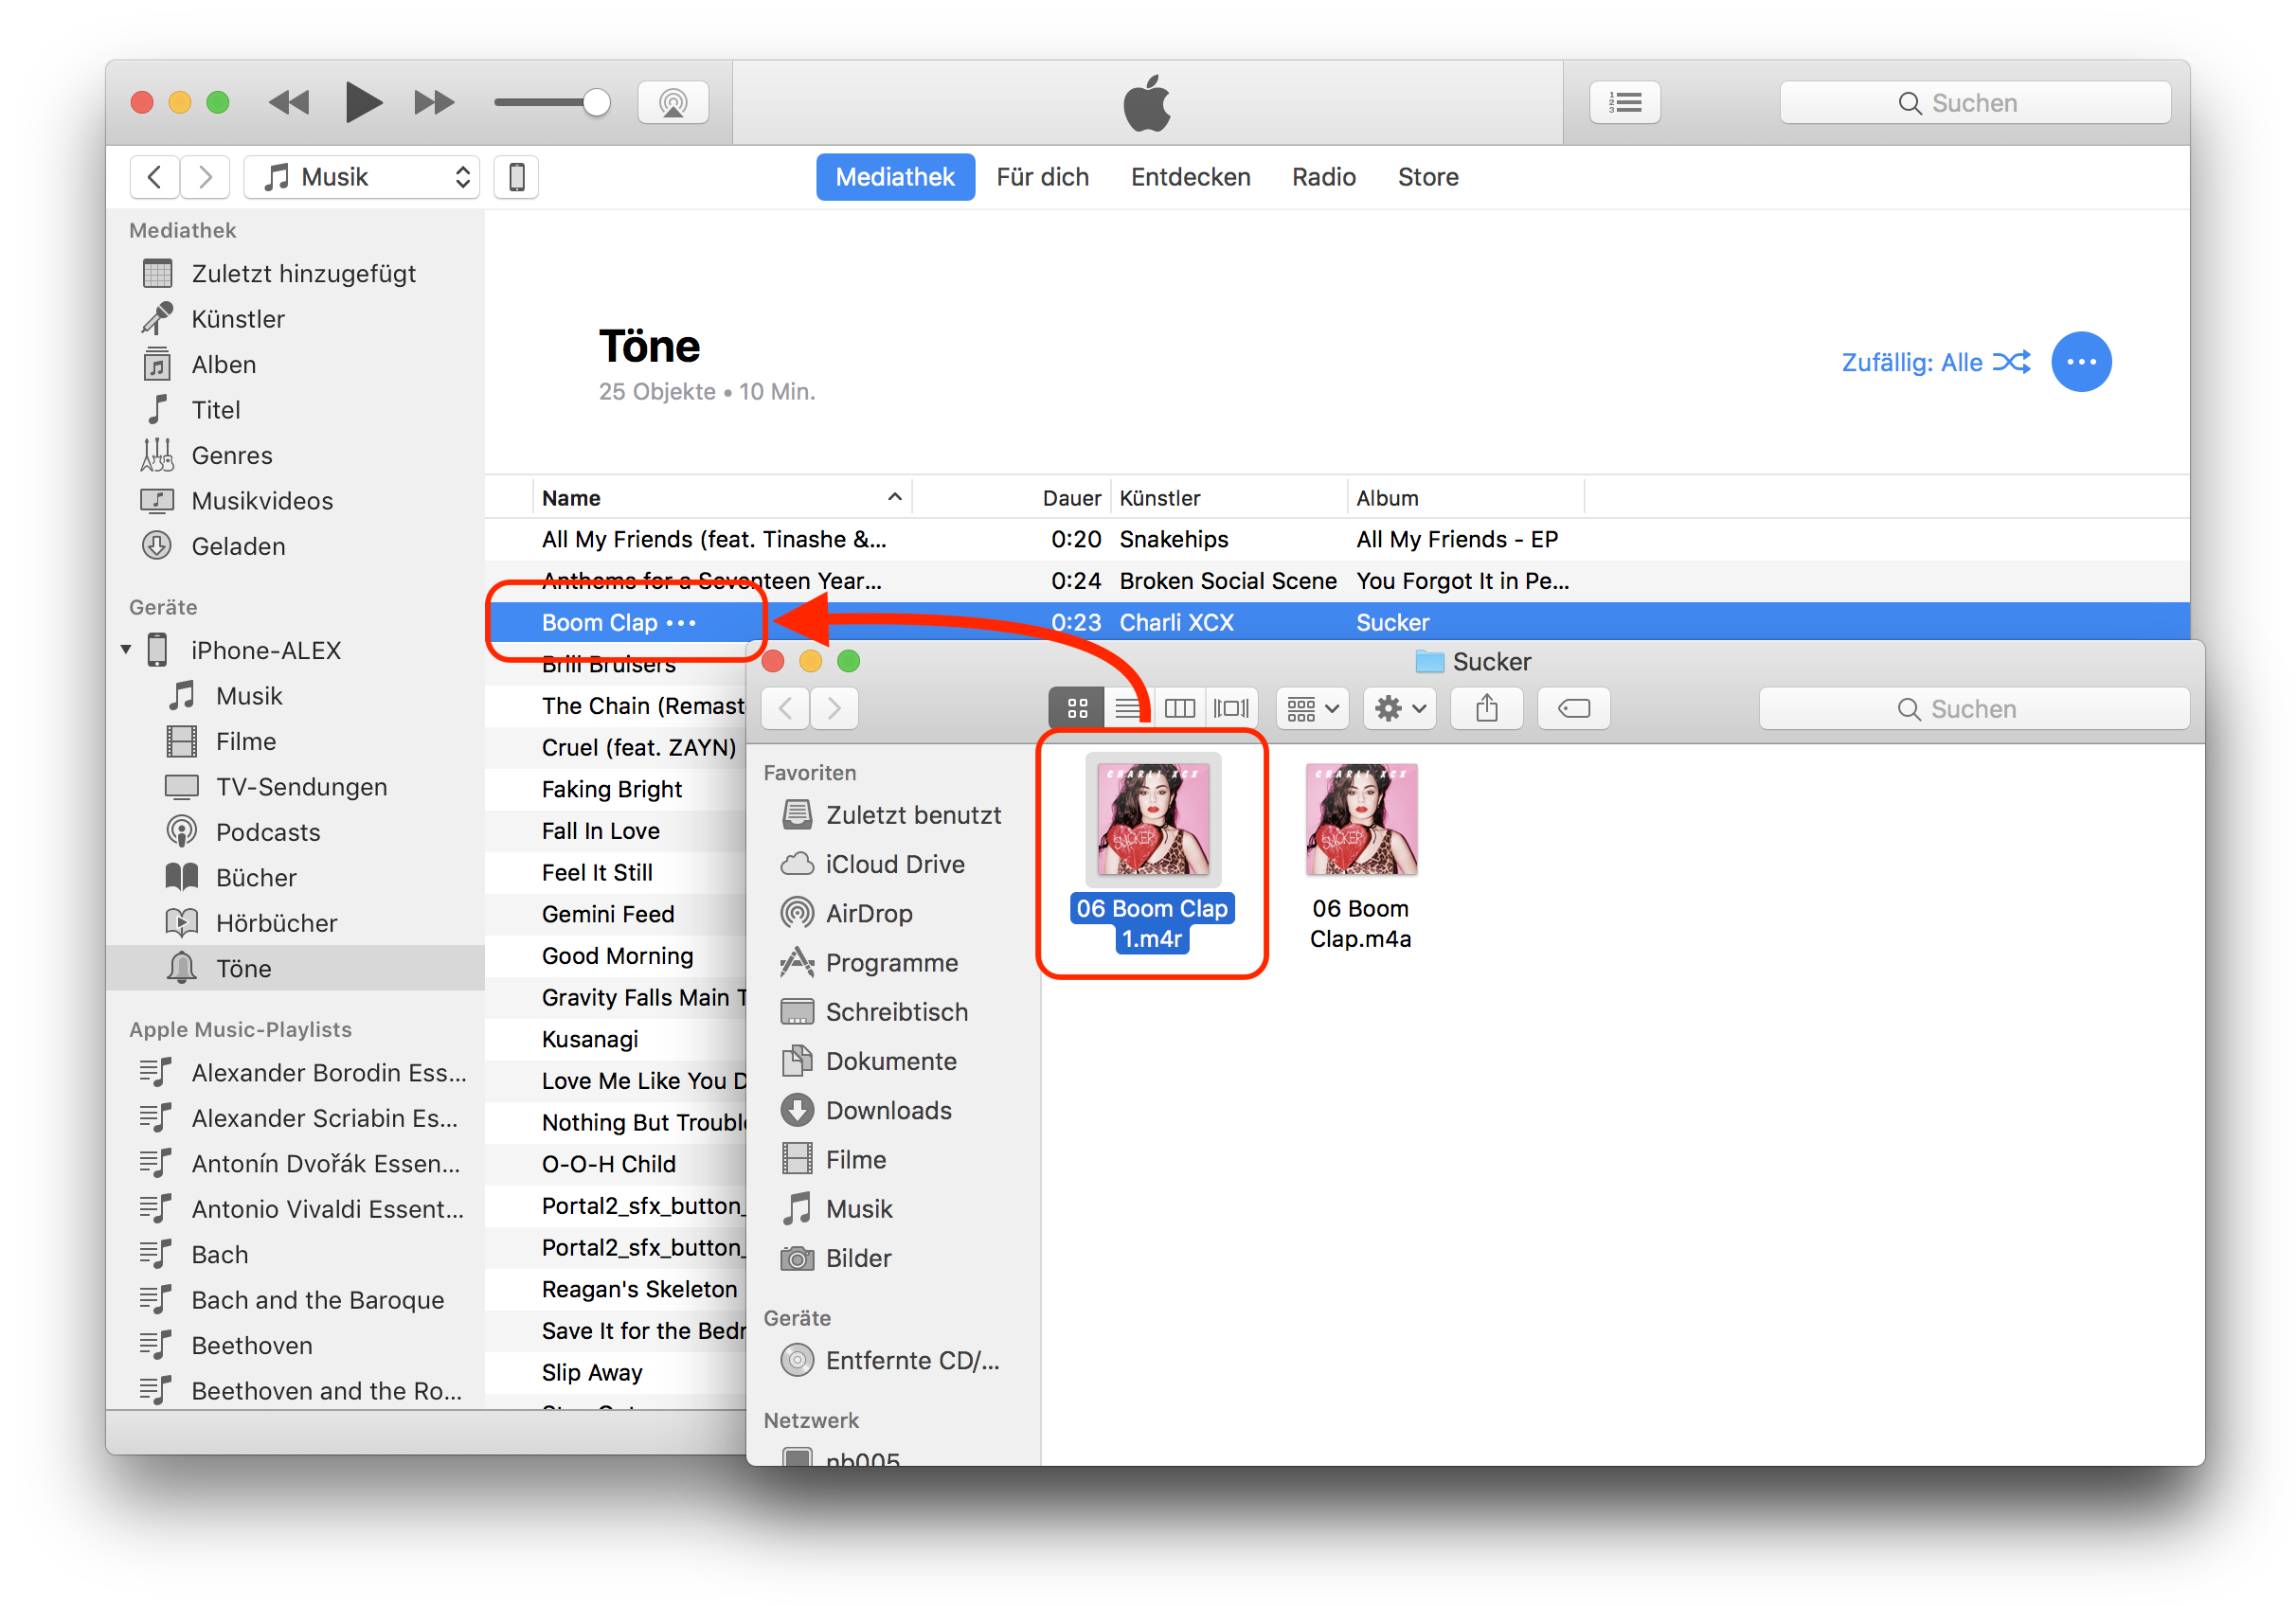 Suchen
Musik
Mediathek
Für dich
Entdecken
Radio
Store
Mediathek
Zuletzt hinzugefügt
Künstler
Alben
Titel
Genres
Musikvideos
Geladen
Geräte
iPhone-ALEX
Musik
Filme
TV-Sendungen
Podcasts
Bücher
Hörbücher
Töne
Apple Music-Playlists
Alexander Borodin Ess...
Alexander Scriabin Es...
Antonín Dvořák Essen...
Antonio Vivaldi Essent...
Bach
Bach and the Baroque
Beethoven
Beethoven and the Ro...
Töne
25 Objekte • 10 Min.
Zufällig: Alle
Name Dauer Künstler Album
All My Friends (feat. Tinashe &... 0:20 Snakehips All My Friends - EP
Anthems for a Seventeen Year... 0:24 Broken Social Scene You Forgot It in Pe...
Boom Clap ••• 0:23 Charli XCX Sucker
Brill Bruisers
The Chain (Remast
Cruel (feat. ZAYN)
Faking Bright
Fall In Love
Feel It Still
Gemini Feed
Good Morning
Gravity Falls Main T
Kusanagi
Love Me Like You D
Nothing But Trouble
O-O-H Child
Portal2_sfx_button_
Portal2_sfx_button_
Reagan's Skeleton
Save It for the Bedr
Slip Away
Sucker
Suchen
Favoriten
Zuletzt benutzt
iCloud Drive
AirDrop
Programme
Schreibtisch
Dokumente
Downloads
Filme
Musik
Bilder
Geräte
Entfernte CD/...
Netzwerk
nb005
CHARLI XCX
SUCKER
06 Boom Clap
1.m4r
CHARLI XCX
SUCKER
06 Boom
Clap.m4a